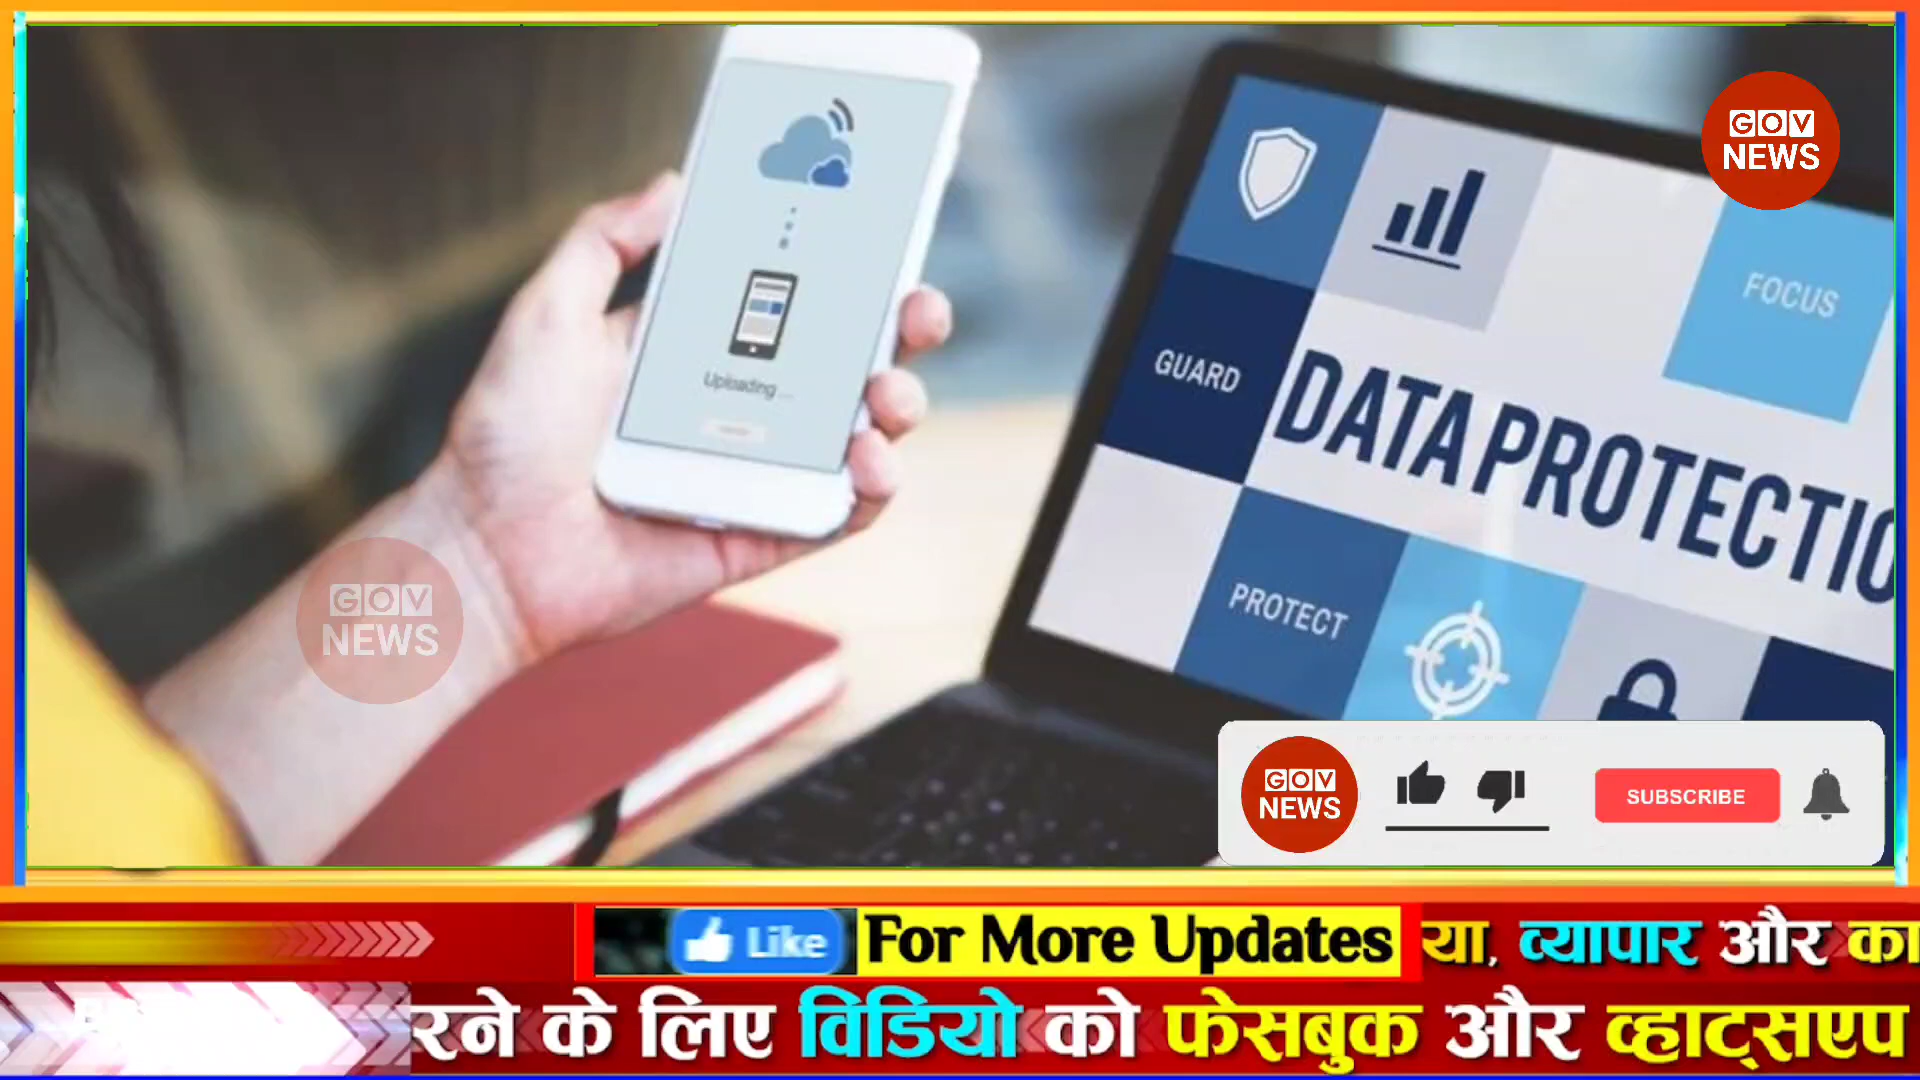 GOV
NEWS
FOCUS
GUARD
DATA PROTECTIO
Uploading...
PROTECT
GOV
NEWS
GOV
NEWS
SUBSCRIBE
Like
For More Updates
या, व्यापार और का
रने के लिए विडियो को फेसबुक और व्हाट्सएप